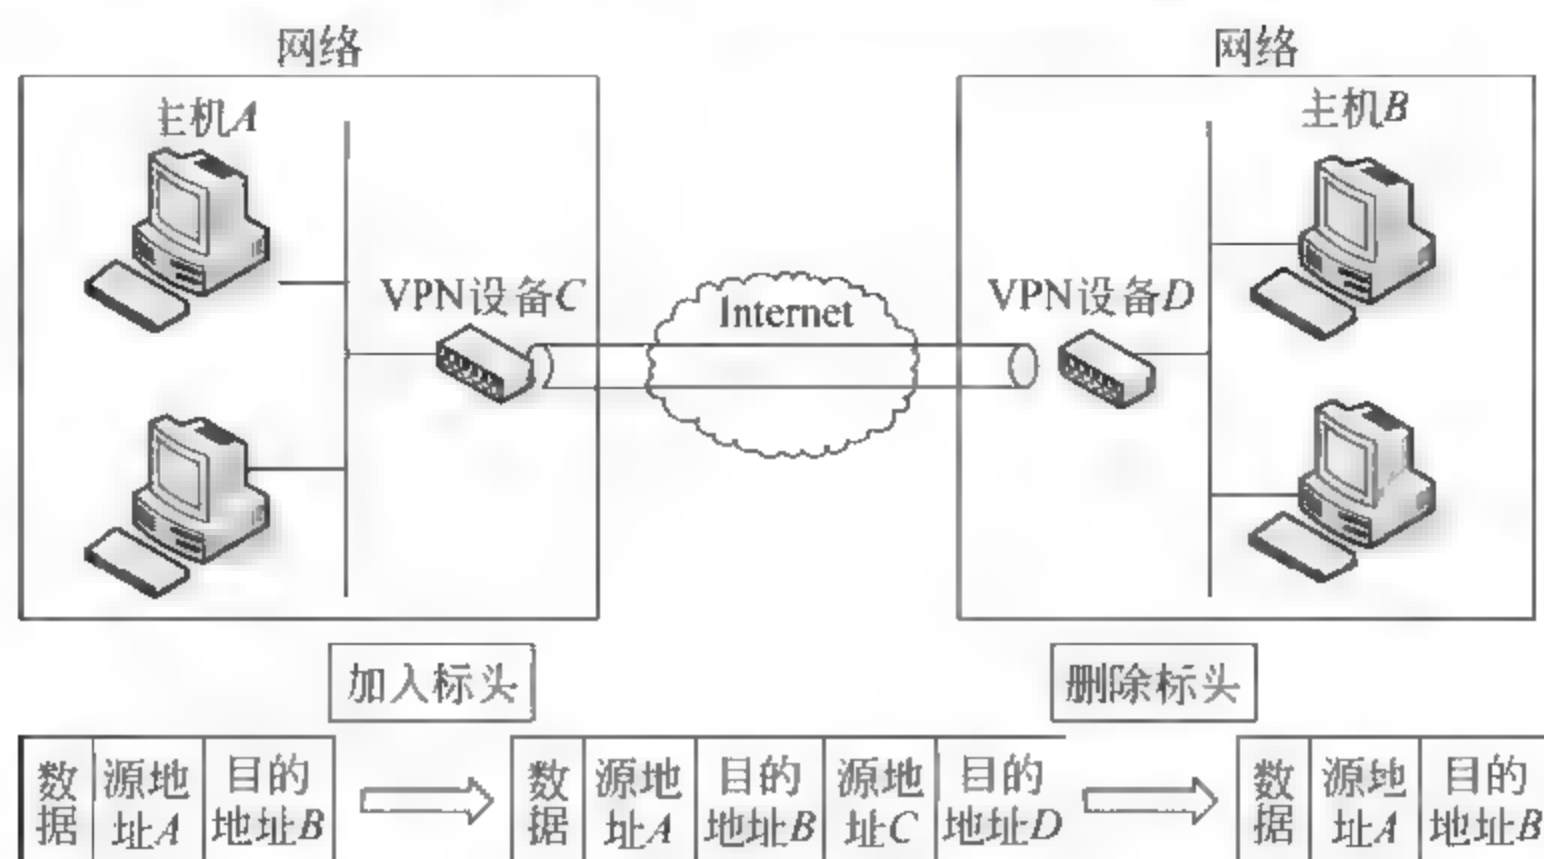 网络
网络
主机A
主机B
VPN设备C
Internet
VPN设备D
加入标头
删除标头
数据
源地址A
目的地址B
数据
源地址A
目的地址B
源地址C
目的地址D
数据
源地址A
目的地址B